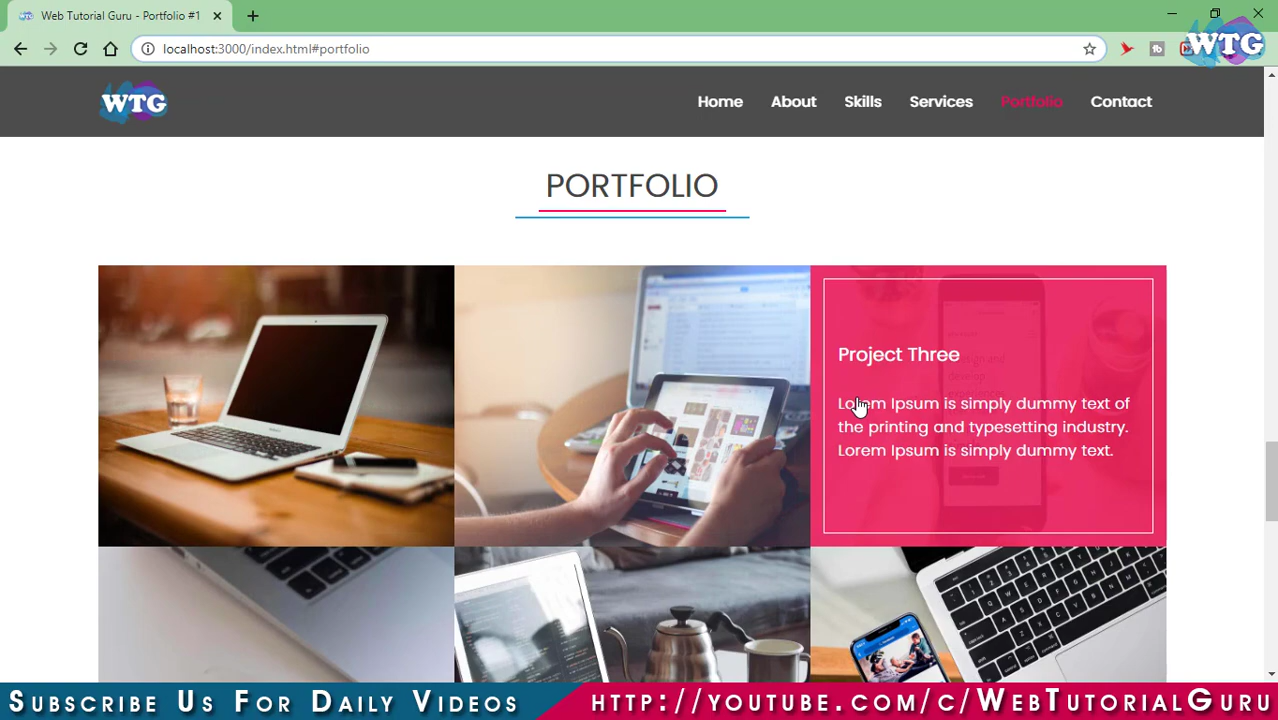 Web Tutorial Guru - Portfolio #1
localhost:3000/index.html#portfolio
WTG
WTG
Home About Skills Services Portfolio Contact
PORTFOLIO
Project Three
Lorem Ipsum is simply dummy text of
the printing and typesetting industry.
Lorem Ipsum is simply dummy text.
Subscribe Us For Daily Videos
http://youtube.com/c/WebTutorialGuru